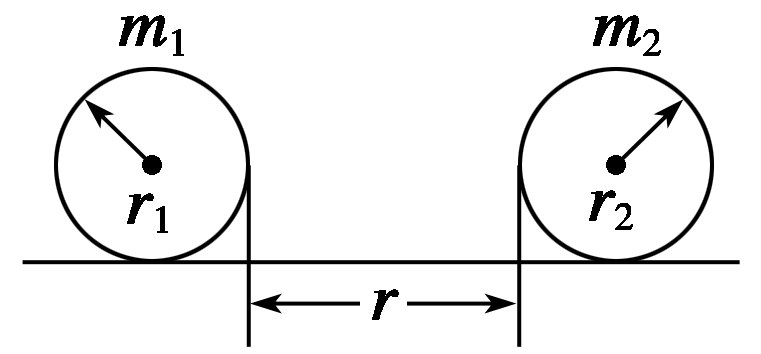 m₁ m₂
r₁ r₂
r